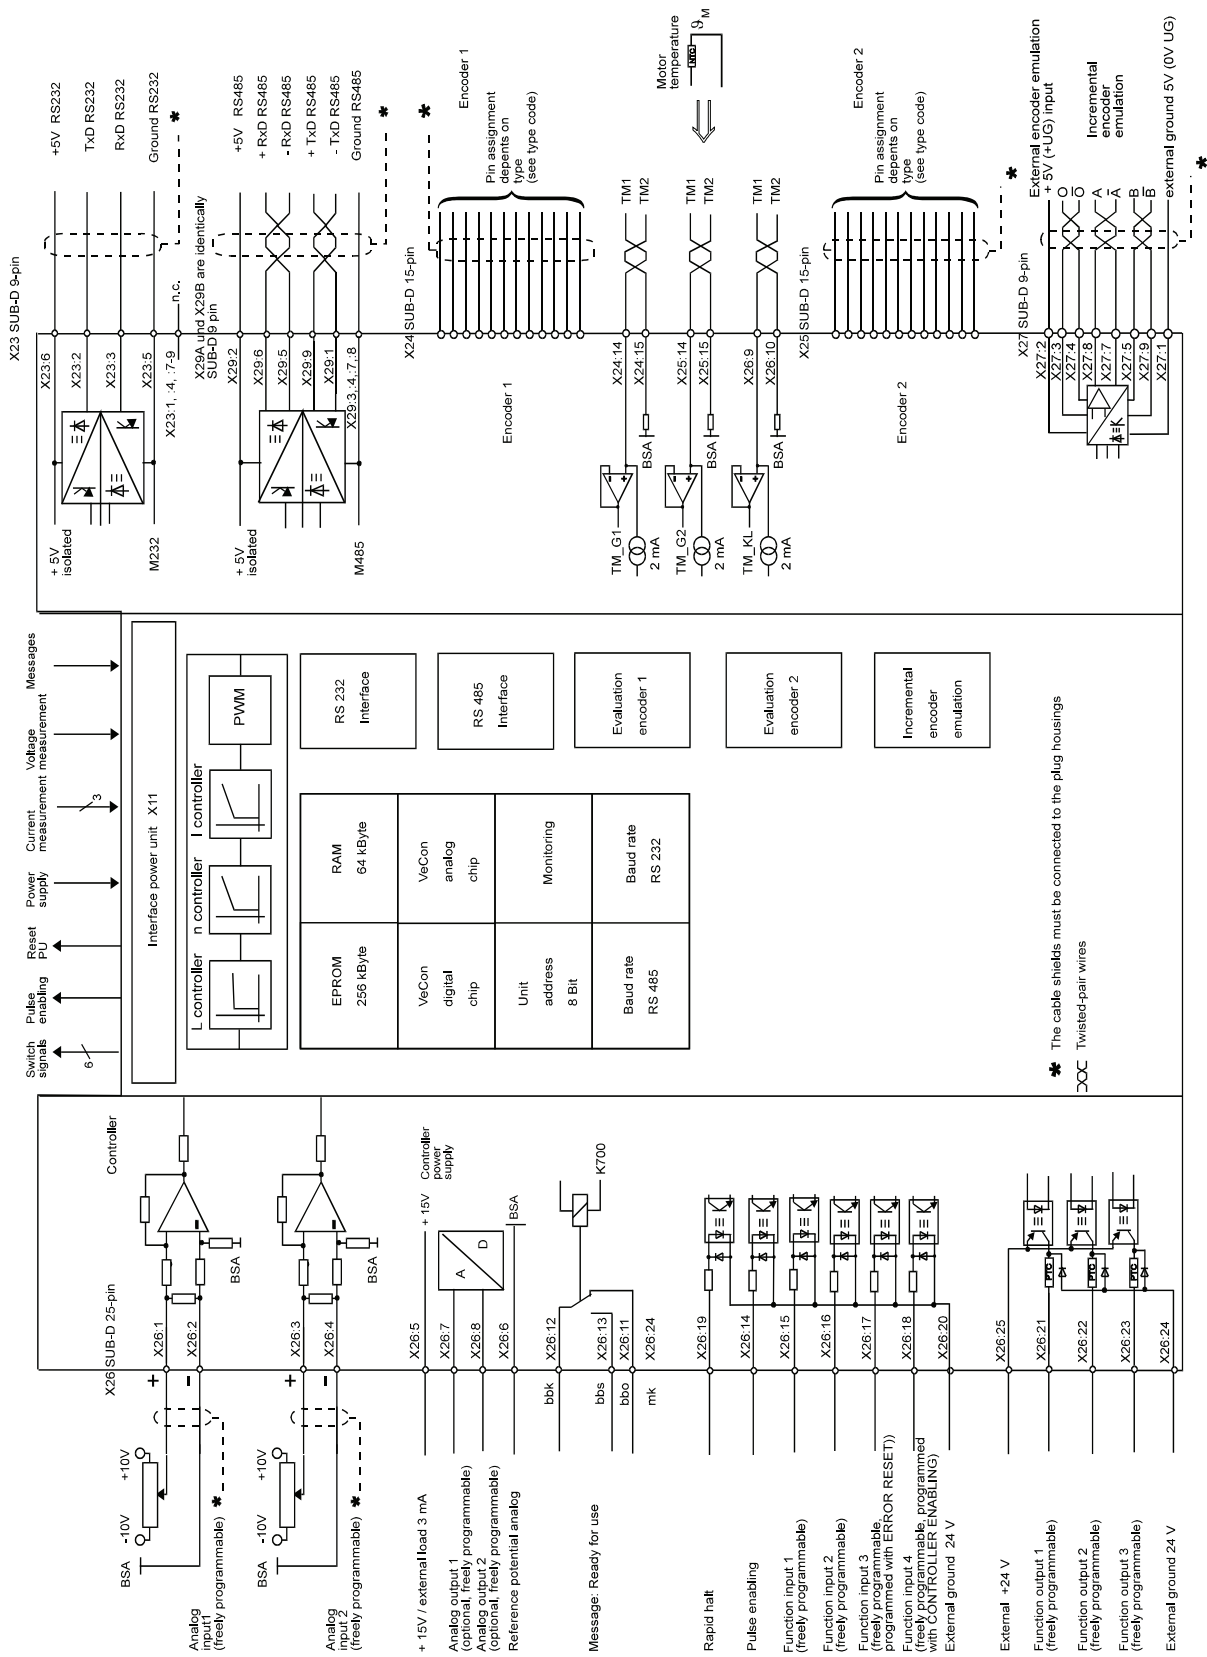 X23 SUB-D 9-pin
+5V RS232
TxD RS232
RxD RS232
Ground RS232
*
n.c.
X23:6
X23:2
X23:3
X23:5
X23:1, :4, :7-9
+ 5V
isolated
M232
X29A and X29B are identically
SUB-D 9 pin
+5V RS485
+ RxD RS485
- RxD RS485
+ TxD RS485
- TxD RS485
Ground RS485
*
X29:2
X29:6
X29:5
X29:9
X29:1
X29:3,:4,:7,:8
+ 5V
isolated
M485
X24 SUB-D 15-pin
*
Encoder 1
Pin assignment
depents on
type
(see type code)
Encoder 1
Motor
temperature
NTC
ϑM
TM1
TM2
TM1
TM2
TM1
TM2
X24:14
X24:15
X25:14
X25:15
X26:9
X26:10
BSA
BSA
BSA
TM_G1
2 mA
TM_G2
2 mA
TM_KL
2 mA
X25 SUB-D 15-pin
Encoder 2
Pin assignment
depents on
type
(see type code)
*
Encoder 2
X27 SUB-D 9-pin
External encoder emulation
+ 5V (+UG) input
O
O̅
A
A̅
B
B̅
Incremental
encoder
emulation
external ground 5V (0V UG)
*
X27:2
X27:3
X27:4
X27:8
X27:7
X27:5
X27:9
X27:1
Switch
signals
6
Pulse
enabling
Reset
PU
Power
supply
Current
measurement
3
Voltage
measurement
Messages
Interface power unit X11
L controller
n controller
I controller
PWM
RS 232
Interface
RS 485
Interface
Evaluation
encoder 1
Evaluation
encoder 2
Incremental
encoder
emulation
EPROM
256 kByte
RAM
64 kByte
VeCon
digital
chip
VeCon
analog
chip
Unit
address
8 Bit
Monitoring
Baud rate
RS 485
Baud rate
RS 232
* The cable shields must be connected to the plug housings
Twisted-pair wires
Controller
X26 SUB-D 25-pin
X26:1
X26:2
BSA
+
-
BSA -10V +10V
Analog
input1
(freely programmable) *
X26:3
X26:4
BSA
+
-
BSA -10V +10V
Analog
input 2
(freely programmable) *
+ 15V
Controller
power
supply
A
D
BSA
X26:5
X26:7
X26:8
X26:6
+ 15V / external load 3 mA
Analog output 1
(optional, freely programmable)
Analog output 2
(optional, freely programmable)
Reference potential analog
K700
X26:12
X26:13
X26:11
X26:24
bbk
bbs
bbo
mk
Message: Ready for use
X26:19
X26:14
X26:15
X26:16
X26:17
X26:18
X26:20
Rapid halt
Pulse enabling
Function input 1
(freely programmable)
Function input 2
(freely programmable)
Function input 3
(freely programmable,
programmed with ERROR RESET))
Function input 4
(freely programmable, programmed
with CONTROLLER ENABLING)
External ground 24 V
PTC
PTC
PTC
X26:25
X26:21
X26:22
X26:23
X26:24
External +24 V
Function output 1
(freely programmable)
Function output 2
(freely programmable)
Function output 3
(freely programmable)
External ground 24 V